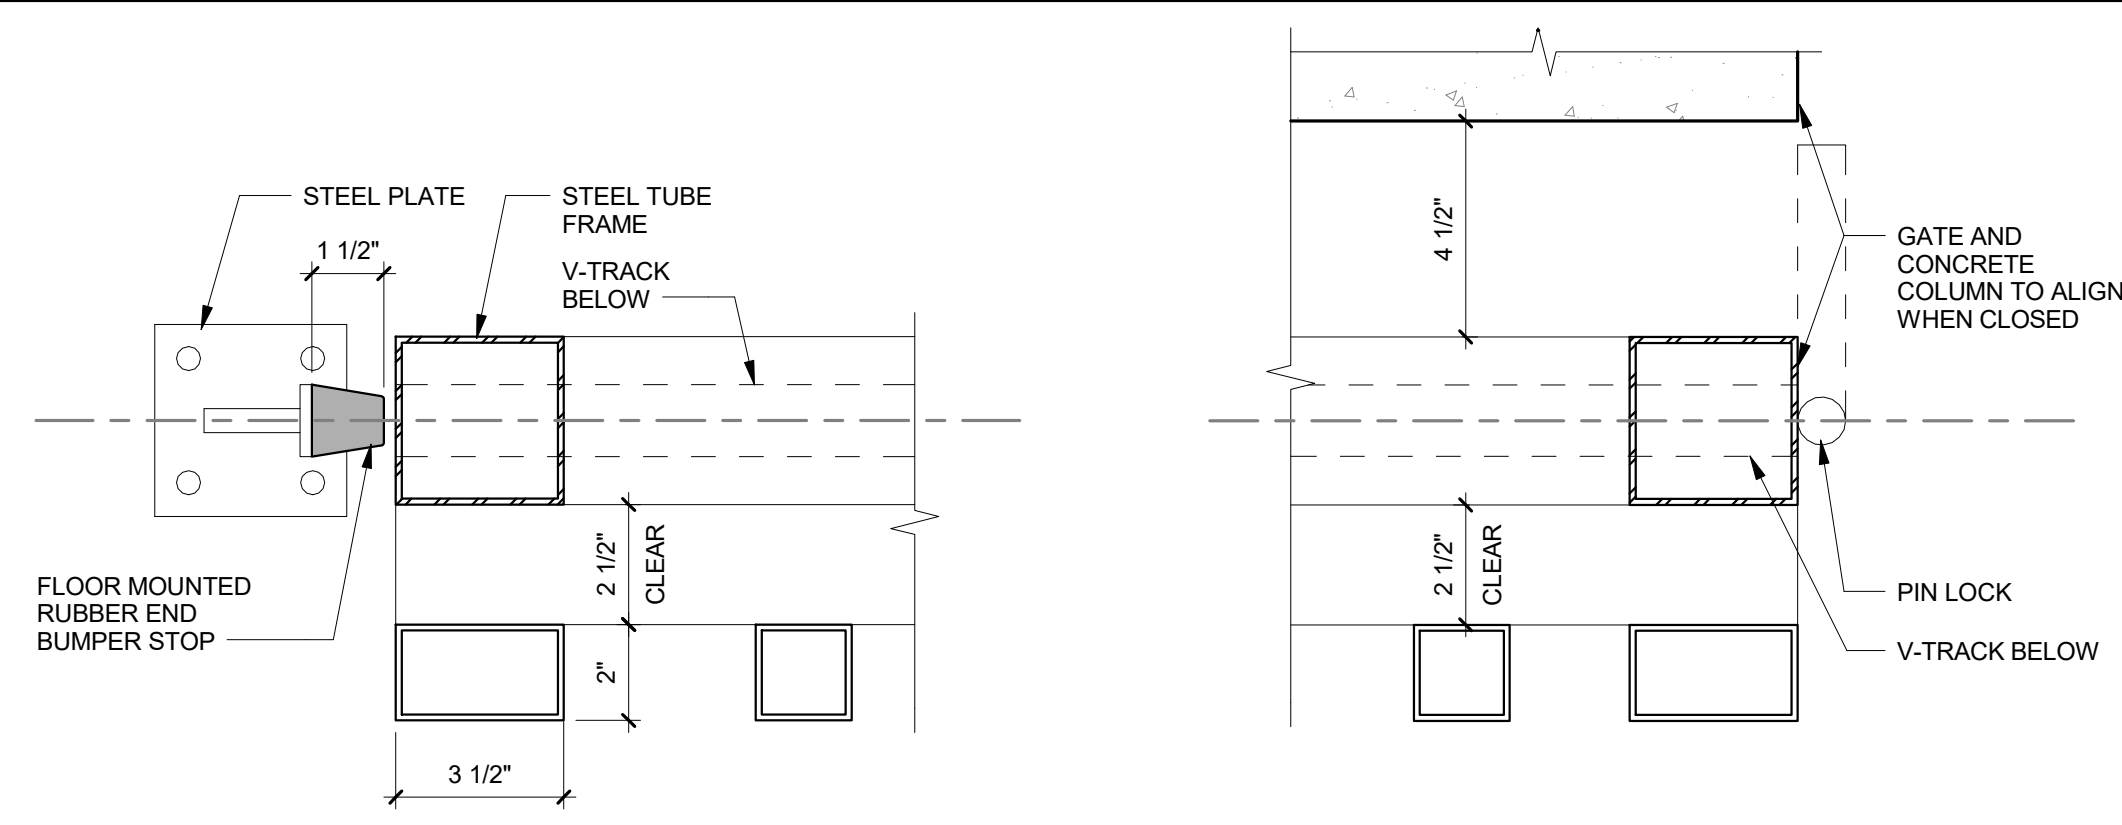 STEEL PLATE
1 1/2"
STEEL TUBE
FRAME
V-TRACK
BELOW
FLOOR MOUNTED
RUBBER END
BUMPER STOP
2 1/2"
CLEAR
2"
3 1/2"
4 1/2"
2 1/2"
CLEAR
GATE AND
CONCRETE
COLUMN TO ALIGN
WHEN CLOSED
PIN LOCK
V-TRACK BELOW